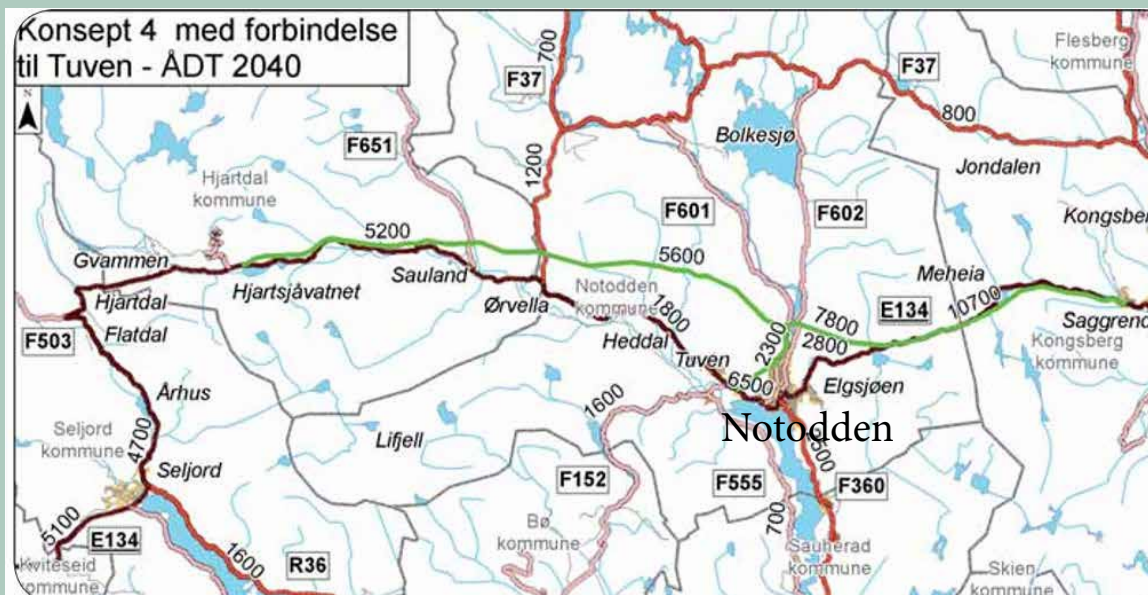 Konsept 4 med forbindelse
til Tuven - ÅDT 2040
N
700
F37
F37
Flesberg
kommune
800
F651
Bolkesjø
Jondalen
1200
Hjartdal
kommune
F601
F602
Kongsber
5200
5600
Gvammen
Sauland
Meheia
Hjartsjåvatnet
Ørvella
Notodden
kommune
E134
10700
Hjartdal
1800
7800
Saggrend
F503
Flatdal
Heddal
2300
2800
Kongsberg
kommune
Tuven
6500
Elgsjøen
Århus
1600
Notodden
Seljord
kommune
4700
Lifjell
500
Seljord
F152
F555
F360
5100
Bø
kommune
700
E134
1600
R36
Sauherad
kommune
Kviteseid
kommune
Skien
kommune